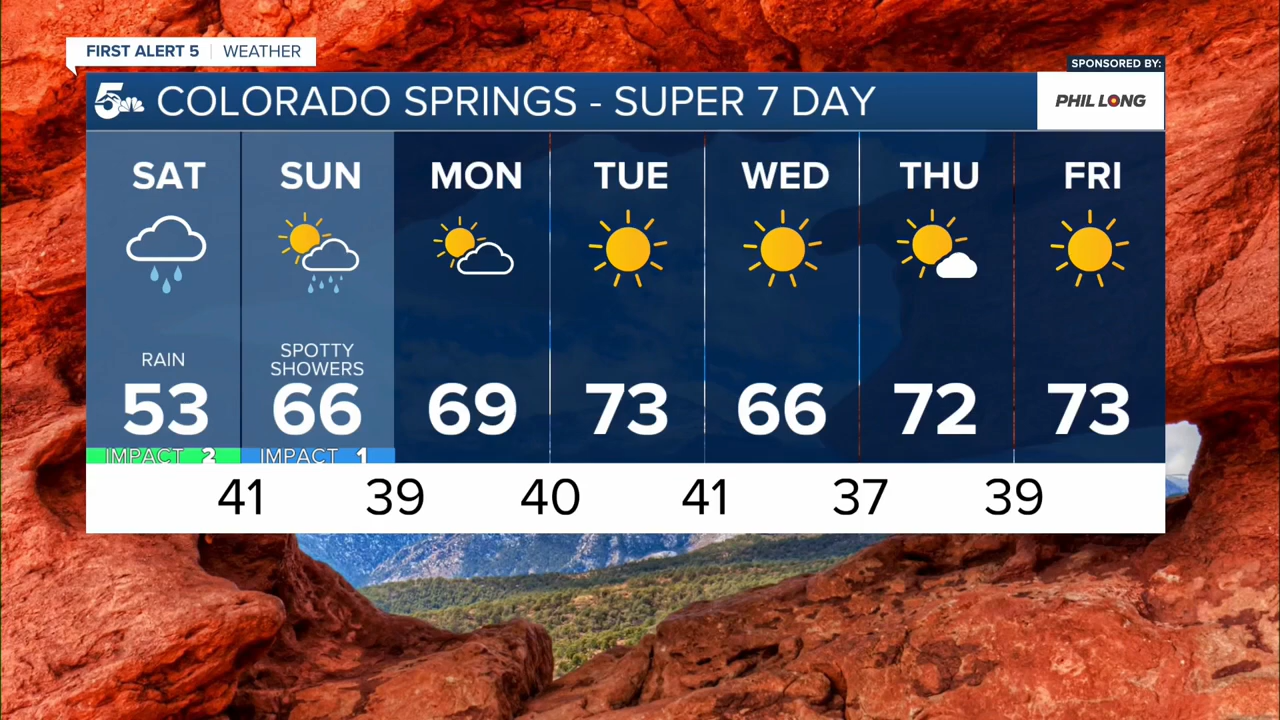 FIRST ALERT 5 | WEATHER
SPONSORED BY:
5 COLORADO SPRINGS - SUPER 7 DAY
PHIL LONG
SAT SUN MON TUE WED THU FRI
RAIN
SPOTTY
SHOWERS
53 66 69 73 66 72 73
IMPACT 2 IMPACT 1
41 39 40 41 37 39